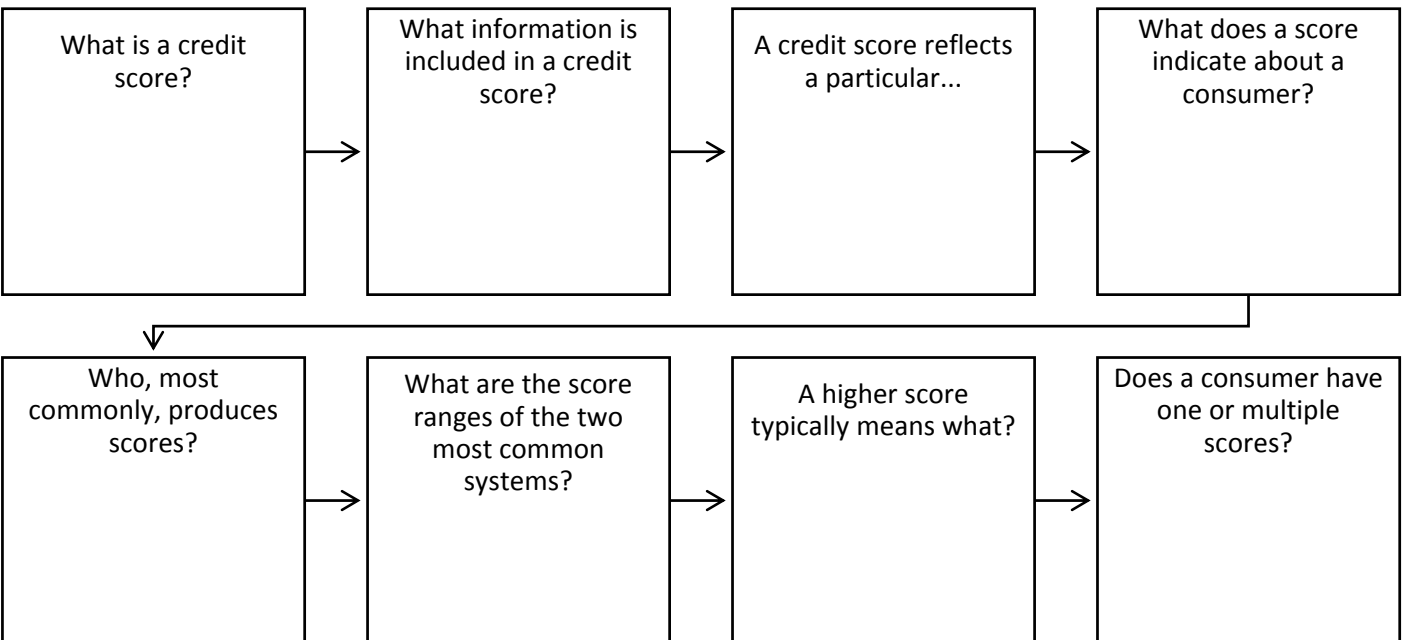 What is a credit
score?
What information is
included in a credit
score?
A credit score reflects
a particular...
What does a score
indicate about a
consumer?
Who, most
commonly, produces
scores?
What are the score
ranges of the two
most common
systems?
A higher score
typically means what?
Does a consumer have
one or multiple
scores?